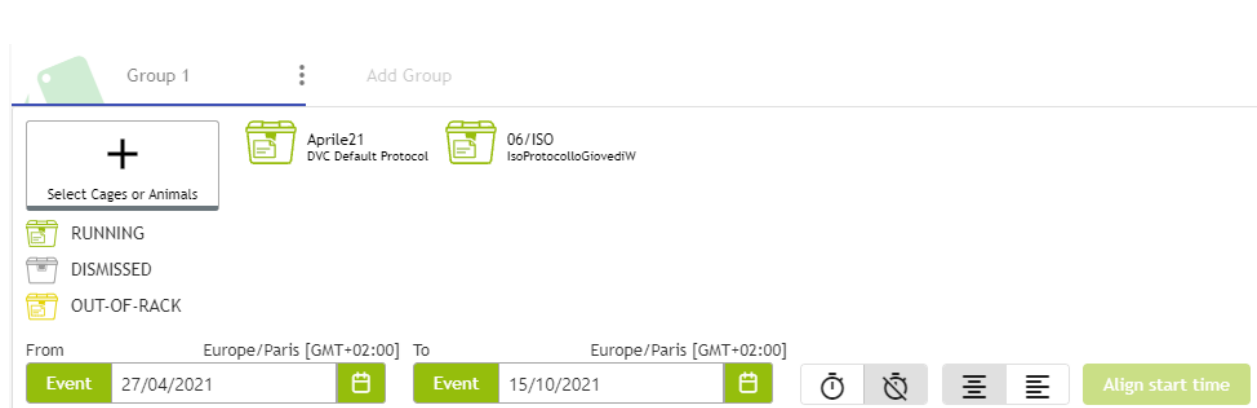 Group 1
Add Group
Select Cages or Animals
Aprile21
DVC Default Protocol
06/ISO
IsoProtocolloGiovediW
RUNNING
DISMISSED
OUT-OF-RACK
From Europe/Paris [GMT+02:00] To Europe/Paris [GMT+02:00]
Event 27/04/2021 Event 15/10/2021 Align start time